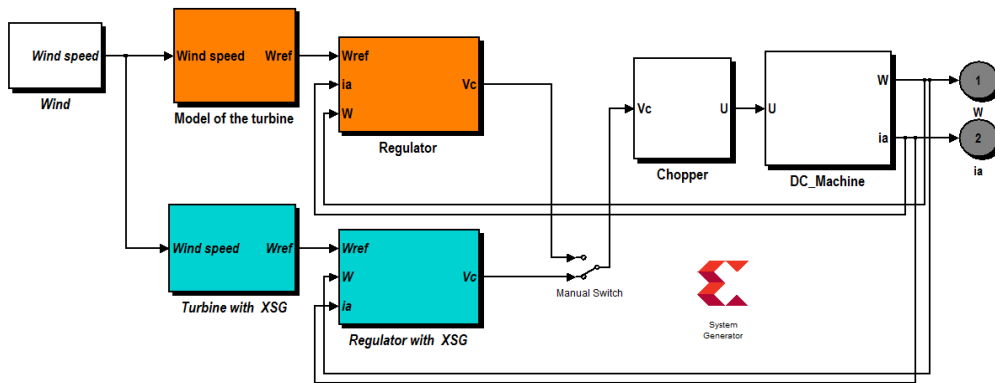 Wind speed
Wind
Wind speed
Wref
Model of the turbine
Wref
ia
W
Vc
Regulator
Vc
U
Chopper
U
W
ia
DC_Machine
1
W
2
ia
Wind speed
Wref
Turbine with XSG
Wref
W
ia
Vc
Regulator with XSG
Manual Switch
System
Generator